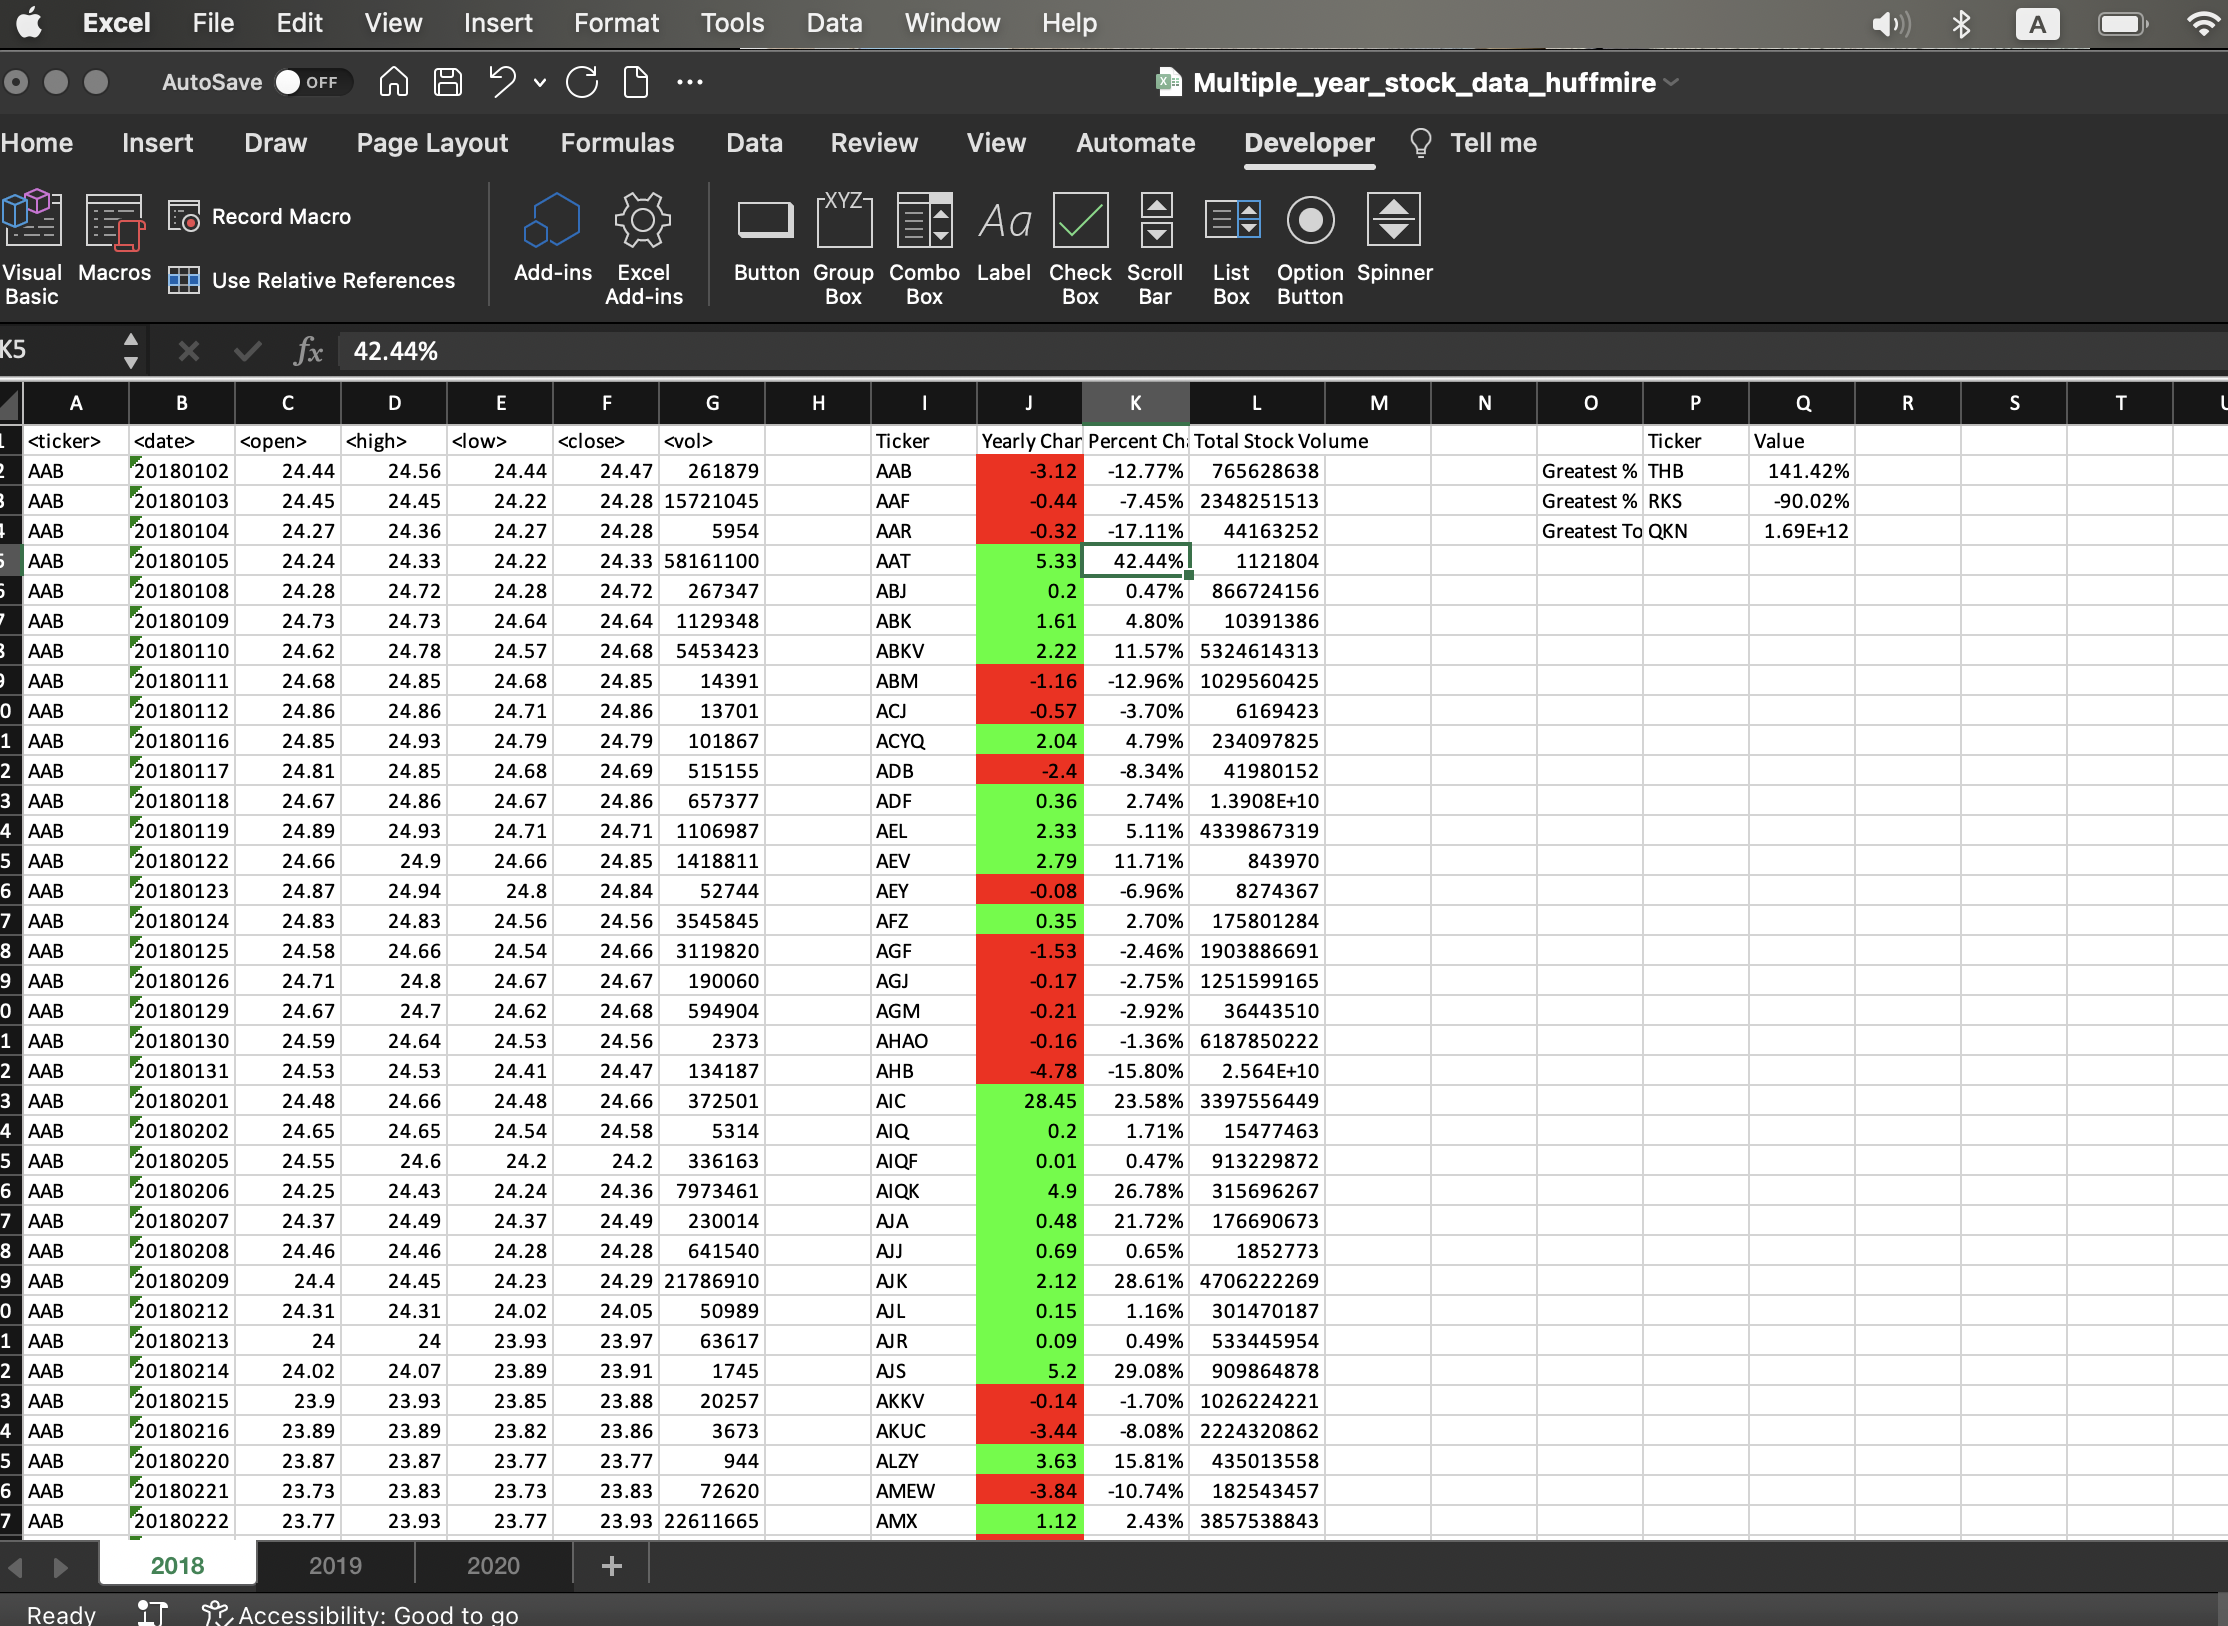 Excel File Edit View Insert Format Tools Data Window Help A
AutoSave OFF Multiple_year_stock_data_huffmire
Home Insert Draw Page Layout Formulas Data Review View Automate Developer Tell me
Visual Basic Macros Record Macro Use Relative References Add-ins Excel Add-ins XYZ Button Group Box Combo Box Aa Label Check Box Scroll Bar List Box Option Button Spinner
K5 fx 42.44%
A B C D E F G H I J K L M N O P Q R S T
<ticker> <date> <open> <high> <low> <close> <vol> Ticker Yearly Char Percent Ch Total Stock Volume Ticker Value
AAB 20180102 24.44 24.56 24.44 24.47 261879 AAB -3.12 -12.77% 765628638 Greatest % THB 141.42%
AAB 20180103 24.45 24.45 24.22 24.28 15721045 AAF -0.44 -7.45% 2348251513 Greatest % RKS -90.02%
AAB 20180104 24.27 24.36 24.27 24.28 5954 AAR -0.32 -17.11% 44163252 Greatest To QKN 1.69E+12
AAB 20180105 24.24 24.33 24.22 24.33 58161100 AAT 5.33 42.44% 1121804
AAB 20180108 24.28 24.72 24.28 24.72 267347 ABJ 0.2 0.47% 866724156
AAB 20180109 24.73 24.73 24.64 24.64 1129348 ABK 1.61 4.80% 10391386
AAB 20180110 24.62 24.78 24.57 24.68 5453423 ABKV 2.22 11.57% 5324614313
AAB 20180111 24.68 24.85 24.68 24.85 14391 ABM -1.16 -12.96% 1029560425
AAB 20180112 24.86 24.86 24.71 24.86 13701 ACJ -0.57 -3.70% 6169423
AAB 20180116 24.85 24.93 24.79 24.79 101867 ACYQ 2.04 4.79% 234097825
AAB 20180117 24.81 24.85 24.68 24.69 515155 ADB -2.4 -8.34% 41980152
AAB 20180118 24.67 24.86 24.67 24.86 657377 ADF 0.36 2.74% 1.3908E+10
AAB 20180119 24.89 24.93 24.71 24.71 1106987 AEL 2.33 5.11% 4339867319
AAB 20180122 24.66 24.9 24.66 24.85 1418811 AEV 2.79 11.71% 843970
AAB 20180123 24.87 24.94 24.8 24.84 52744 AEY -0.08 -6.96% 8274367
AAB 20180124 24.83 24.83 24.56 24.56 3545845 AFZ 0.35 2.70% 175801284
AAB 20180125 24.58 24.66 24.54 24.66 3119820 AGF -1.53 -2.46% 1903886691
AAB 20180126 24.71 24.8 24.67 24.67 190060 AGJ -0.17 -2.75% 1251599165
AAB 20180129 24.67 24.7 24.62 24.68 594904 AGM -0.21 -2.92% 36443510
AAB 20180130 24.59 24.64 24.53 24.56 2373 AHAO -0.16 -1.36% 6187850222
AAB 20180131 24.53 24.53 24.41 24.47 134187 AHB -4.78 -15.80% 2.564E+10
AAB 20180201 24.48 24.66 24.48 24.66 372501 AIC 28.45 23.58% 3397556449
AAB 20180202 24.65 24.65 24.54 24.58 5314 AIQ 0.2 1.71% 15477463
AAB 20180205 24.55 24.6 24.2 24.2 336163 AIQF 0.01 0.47% 913229872
AAB 20180206 24.25 24.43 24.24 24.36 7973461 AIQK 4.9 26.78% 315696267
AAB 20180207 24.37 24.49 24.37 24.49 230014 AJA 0.48 21.72% 176690673
AAB 20180208 24.46 24.46 24.28 24.28 641540 AJJ 0.69 0.65% 1852773
AAB 20180209 24.4 24.45 24.23 24.29 21786910 AJK 2.12 28.61% 4706222269
AAB 20180212 24.31 24.31 24.02 24.05 50989 AJL 0.15 1.16% 301470187
AAB 20180213 24 24 23.93 23.97 63617 AJR 0.09 0.49% 533445954
AAB 20180214 24.02 24.07 23.89 23.91 1745 AJS 5.2 29.08% 909864878
AAB 20180215 23.9 23.93 23.85 23.88 20257 AKKV -0.14 -1.70% 1026224221
AAB 20180216 23.89 23.89 23.82 23.86 3673 AKUC -3.44 -8.08% 2224320862
AAB 20180220 23.87 23.87 23.77 23.77 944 ALZY 3.63 15.81% 435013558
AAB 20180221 23.73 23.83 23.73 23.83 72620 AMEW -3.84 -10.74% 182543457
AAB 20180222 23.77 23.93 23.77 23.93 22611665 AMX 1.12 2.43% 3857538843
2018 2019 2020 +
Ready Accessibility: Good to go